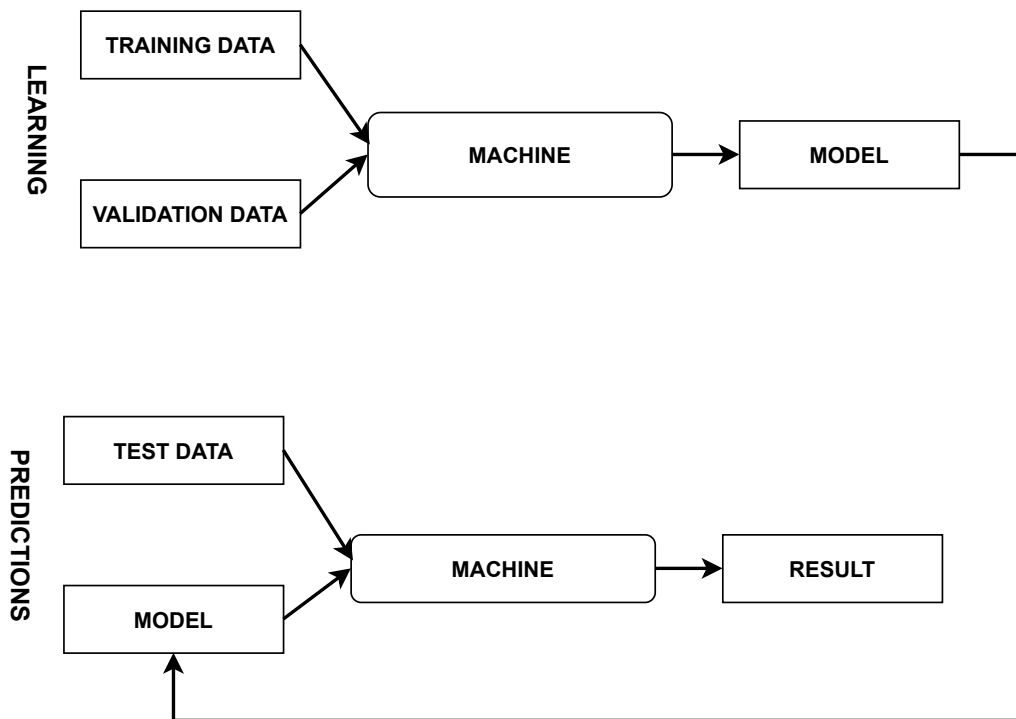 LEARNING
TRAINING DATA
VALIDATION DATA
MACHINE
MODEL
PREDICTIONS
TEST DATA
MODEL
MACHINE
RESULT